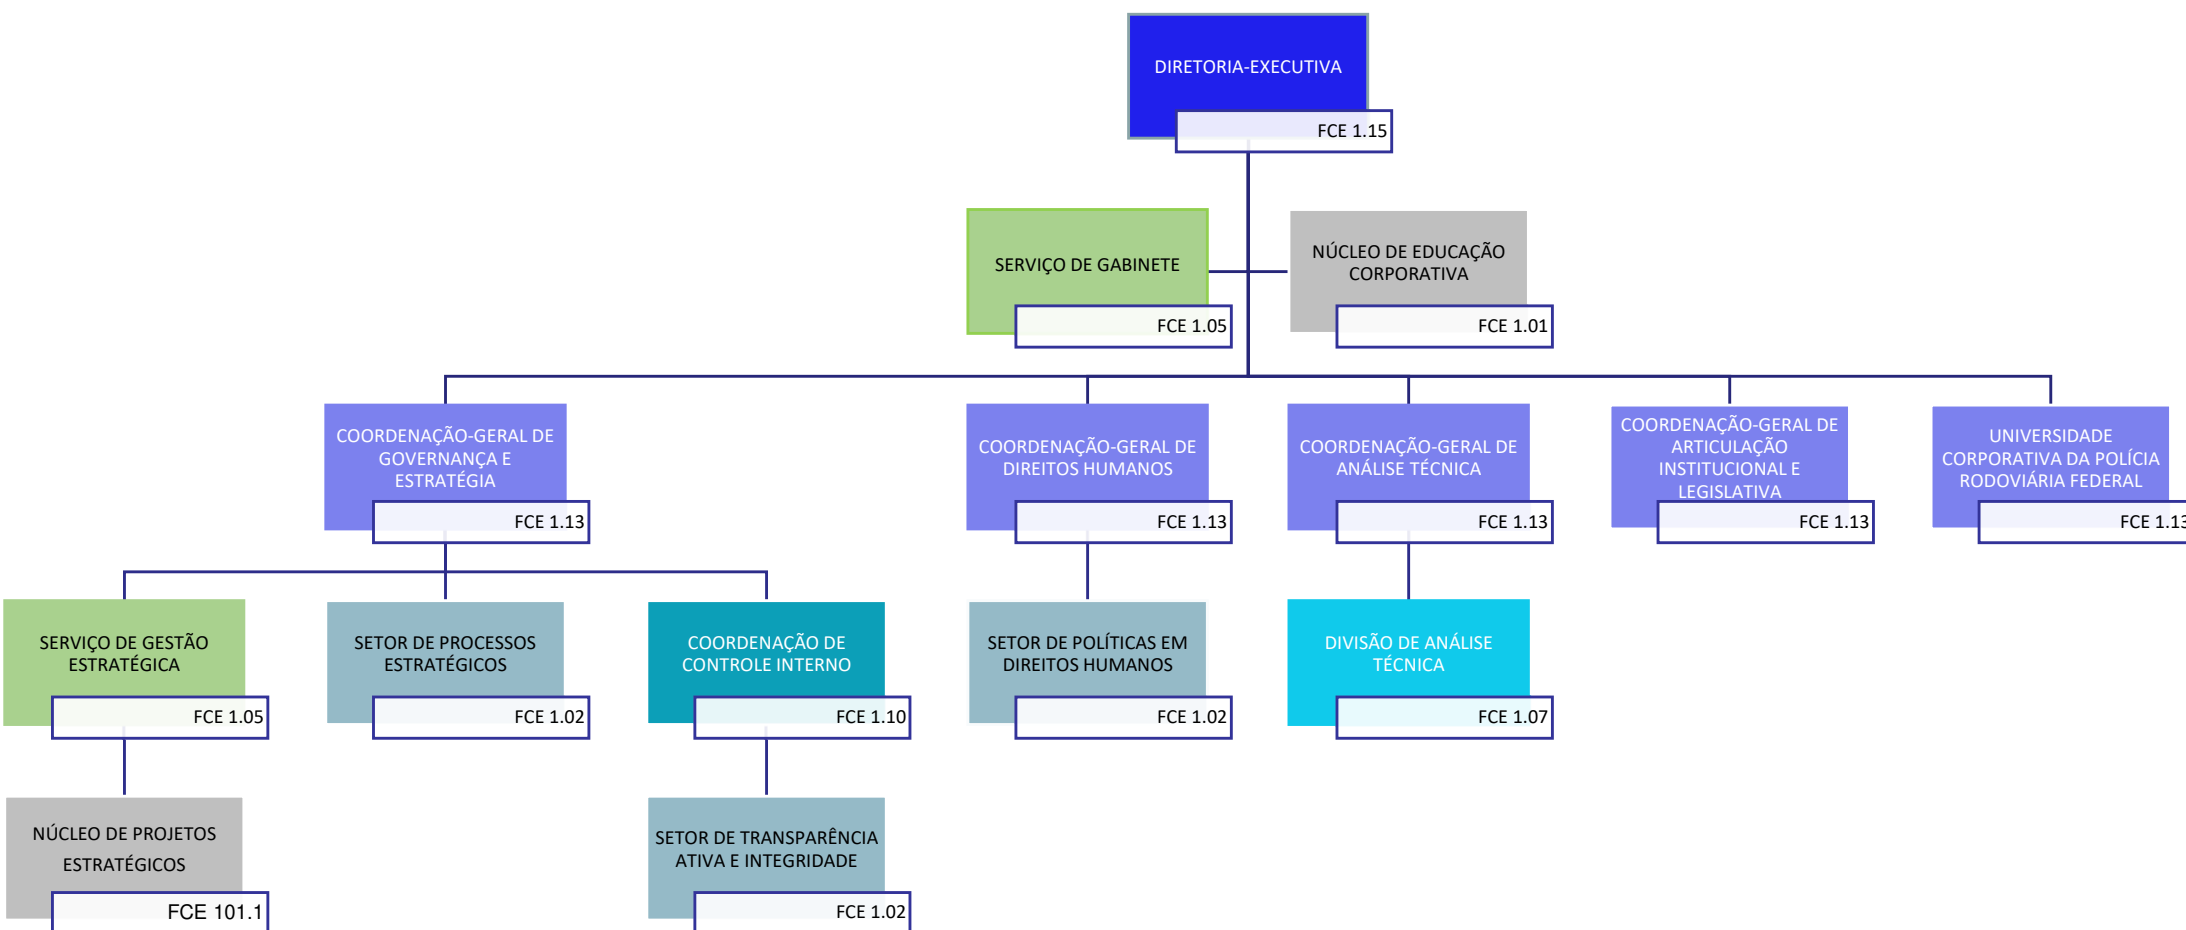 DIRETORIA-EXECUTIVA
FCE 1.15
SERVIÇO DE GABINETE
FCE 1.05
NÚCLEO DE EDUCAÇÃO
CORPORATIVA
FCE 1.01
COORDENAÇÃO-GERAL DE
GOVERNANÇA E
ESTRATÉGIA
FCE 1.13
COORDENAÇÃO-GERAL DE
DIREITOS HUMANOS
FCE 1.13
COORDENAÇÃO-GERAL DE
ANÁLISE TÉCNICA
FCE 1.13
COORDENAÇÃO-GERAL DE
ARTICULAÇÃO
INSTITUCIONAL E
LEGISLATIVA
FCE 1.13
UNIVERSIDADE
CORPORATIVA DA POLÍCIA
RODOVIÁRIA FEDERAL
FCE 1.13
SERVIÇO DE GESTÃO
ESTRATÉGICA
FCE 1.05
SETOR DE PROCESSOS
ESTRATÉGICOS
FCE 1.02
COORDENAÇÃO DE
CONTROLE INTERNO
FCE 1.10
SETOR DE POLÍTICAS EM
DIREITOS HUMANOS
FCE 1.02
DIVISÃO DE ANÁLISE
TÉCNICA
FCE 1.07
NÚCLEO DE PROJETOS
ESTRATÉGICOS
FCE 101.1
SETOR DE TRANSPARÊNCIA
ATIVA E INTEGRIDADE
FCE 1.02